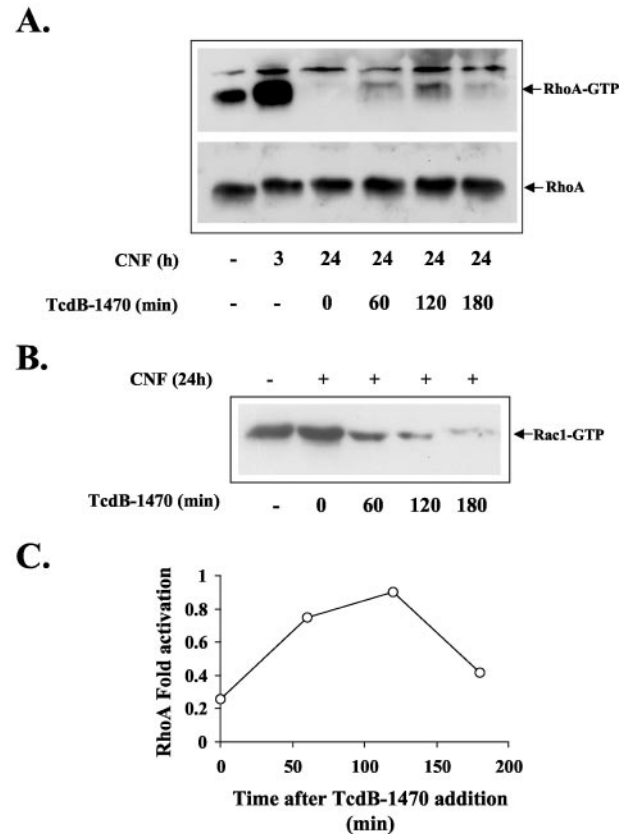 A.
RhoA-GTP
RhoA
CNF (h) - 3 24 24 24 24
TcdB-1470 (min) - - 0 60 120 180
B.
CNF (24h) - + + + +
Rac1-GTP
TcdB-1470 (min) - 0 60 120 180
C.
RhoA Fold activation
1
0.8
0.6
0.4
0.2
0
0 50 100 150 200
Time after TcdB-1470 addition
(min)